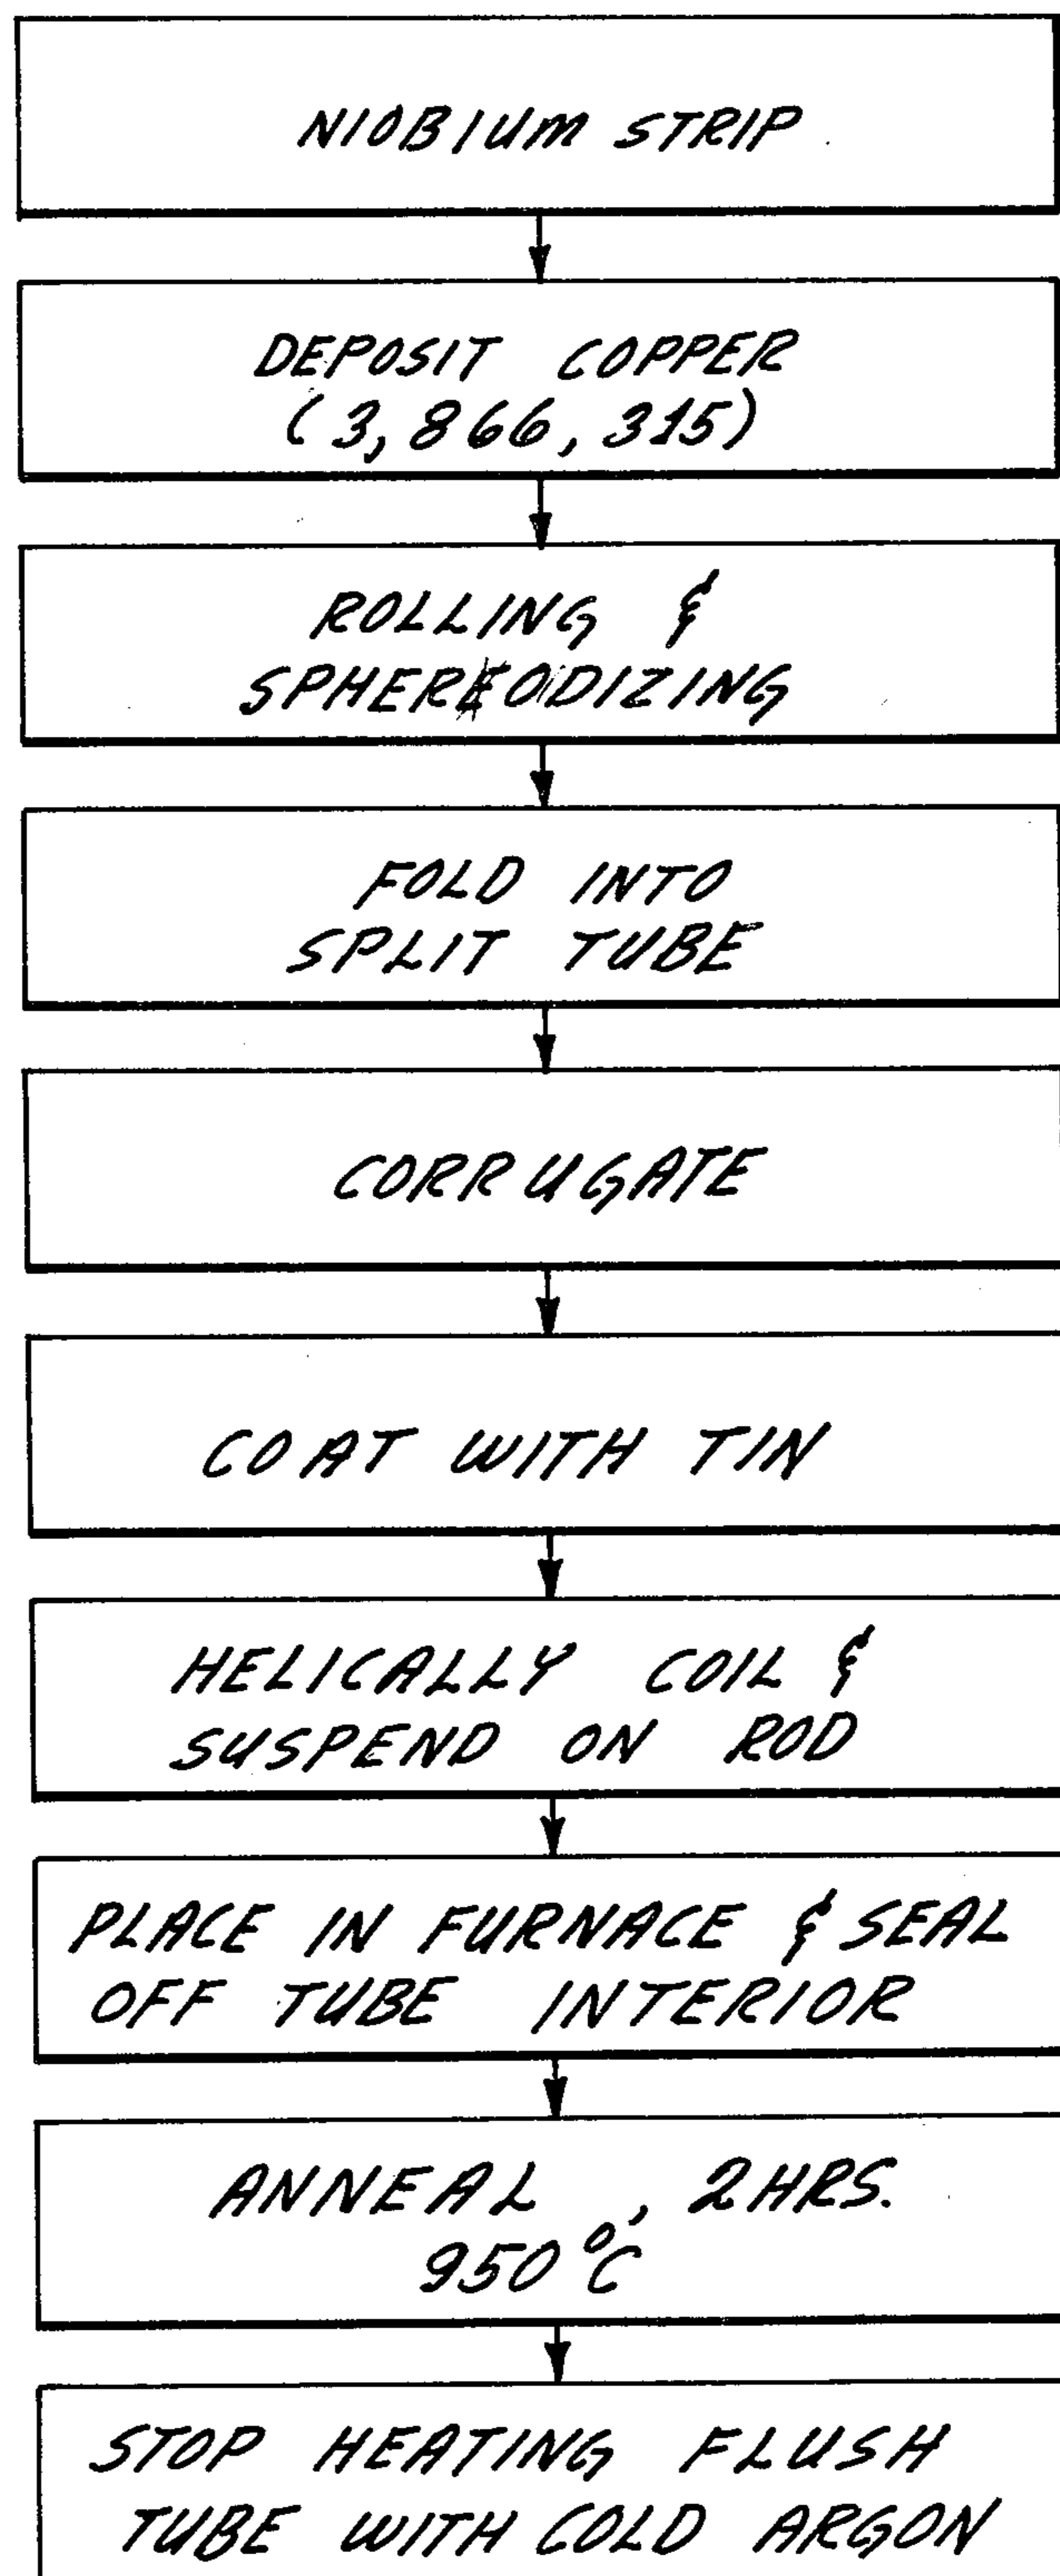 NIOBIUM STRIP
DEPOSIT COPPER
(3,866,315)
ROLLING &
SPHEREODIZING
FOLD INTO
SPLIT TUBE
CORRUGATE
COAT WITH TIN
HELICALLY COIL &
SUSPEND ON ROD
PLACE IN FURNACE & SEAL
OFF TUBE INTERIOR
ANNEAL , 2HRS.
950°C
STOP HEATING FLUSH
TUBE WITH COLD ARGON